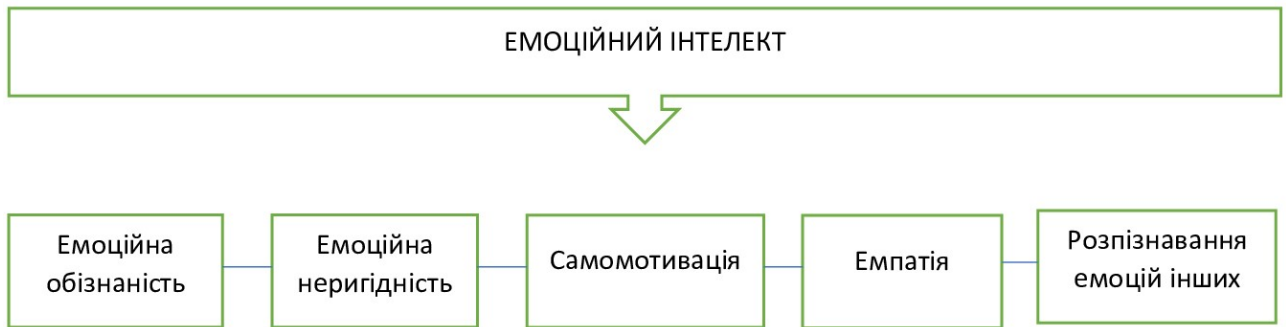 ЕМОЦІЙНИЙ ІНТЕЛЕКТ
Емоційна
обізнаність
Емоційна
неригідність
Самомотивація
Емпатія
Розпізнавання
емоцій інших